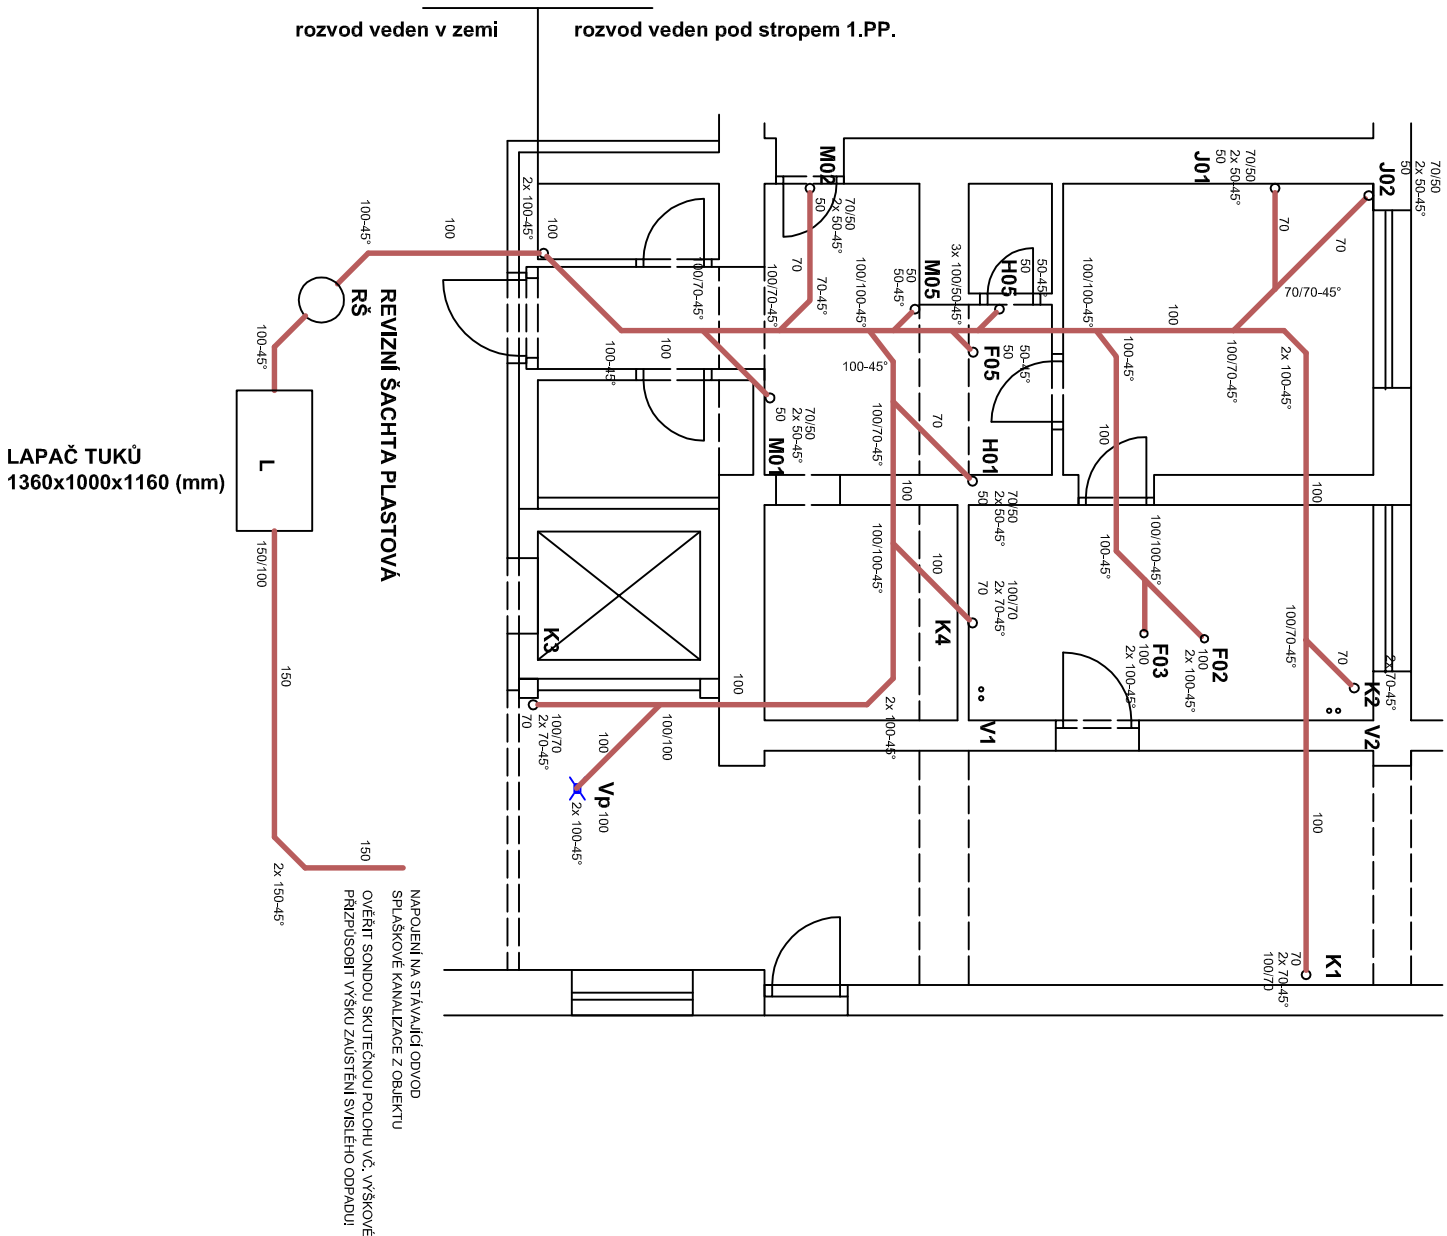 rozvod veden v zemi
rozvod veden pod stropem 1.PP.
M02
50
70/50
2x 50-45°
70
70-45°
J01
70/50
2x 50-45°
50
70
J02
70/50
2x 50-45°
50
70
70/70-45°
2x 100-45°
100
100
100-45°
RŠ
REVIZNÍ ŠACHTA PLASTOVÁ
100-45°
L
LAPAČ TUKŮ
1360x1000x1160 (mm)
150/100
150
2x 150-45°
150
NAPOJENÍ NA STÁVAJÍCÍ ODVOD
SPLAŠKOVÉ KANALIZACE Z OBJEKTU
OVĚŘIT SONDOU SKUTEČNOU POLOHU VČ. VÝŠKOVÉ
PŘIZPŮSOBIT VÝŠKU ZAÚSTĚNÍ SVISLÉHO ODPADU!
100-45°
100
100/70-45°
100/70-45°
100/100-45°
M05
50
50-45°
3x 100/50-45°
H05
50-45°
50
F05
50-45°
50
100/100-45°
100
100/70-45°
2x 100-45°
M01
70/50
2x 50-45°
50
100-45°
100/70-45°
70
H01
70/50
2x 50-45°
50
100
100/100-45°
100
K4
100/70
2x 70-45°
70
100-45°
100
100/100-45°
100-45°
F03
100
2x 100-45°
F02
100
2x 100-45°
100
100/70-45°
70
K2
2x 70-45°
V2
V1
K3
100/70
2x 70-45°
70
100
100/100
100
2x 100-45°
Vp
100
2x 100-45°
100
K1
70
2x 70-45°
100/70